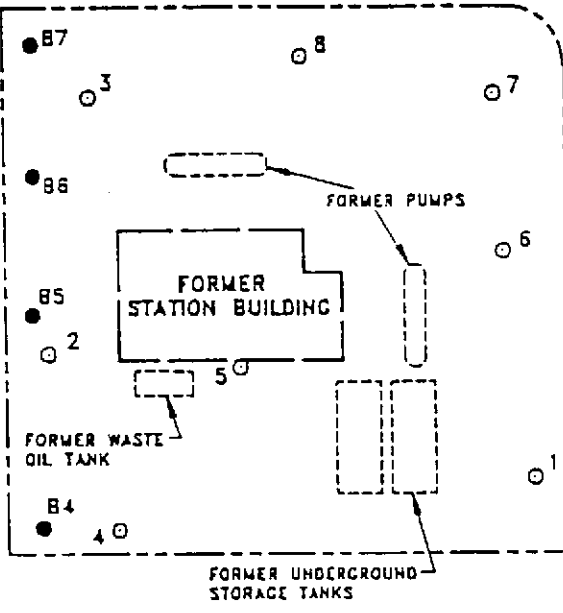 B7
8
3
7
B6
FORMER PUMPS
6
FORMER
STATION BUILDING
B5
2
5
FORMER WASTE
OIL TANK
1
B4
4
FORMER UNDERGROUND
STORAGE TANKS